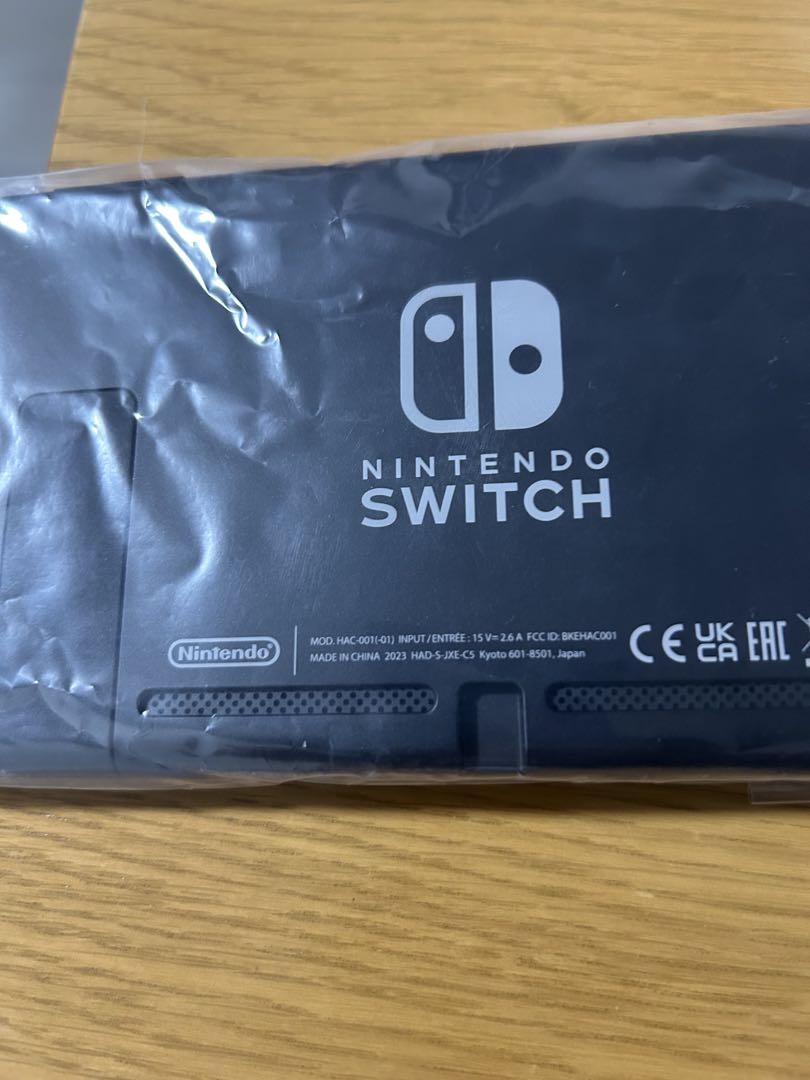 NINTENDO
SWITCH
Nintendo
MOD. HAC-001(-01) INPUT/ENTRÉE : 15 V⎓ 2.6 A FCC ID: BKEHAC001
MADE IN CHINA 2023 HAD-S-JXE-C5 Kyoto 601-8501, Japan
CE UK CA EAC